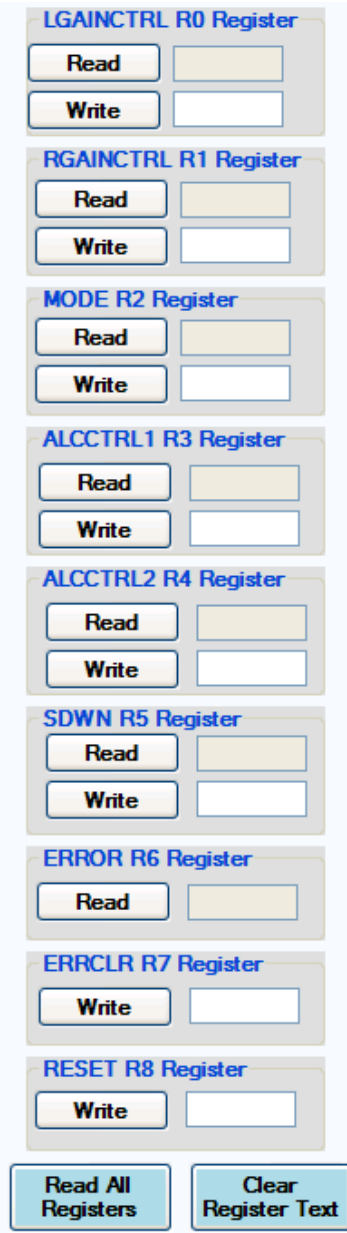 LGAINCTRL R0 Register
Read
Write
RGAINCTRL R1 Register
Read
Write
MODE R2 Register
Read
Write
ALCCTRL1 R3 Register
Read
Write
ALCCTRL2 R4 Register
Read
Write
SDWN R5 Register
Read
Write
ERROR R6 Register
Read
ERRCLR R7 Register
Write
RESET R8 Register
Write
Read All
Registers
Clear
Register Text